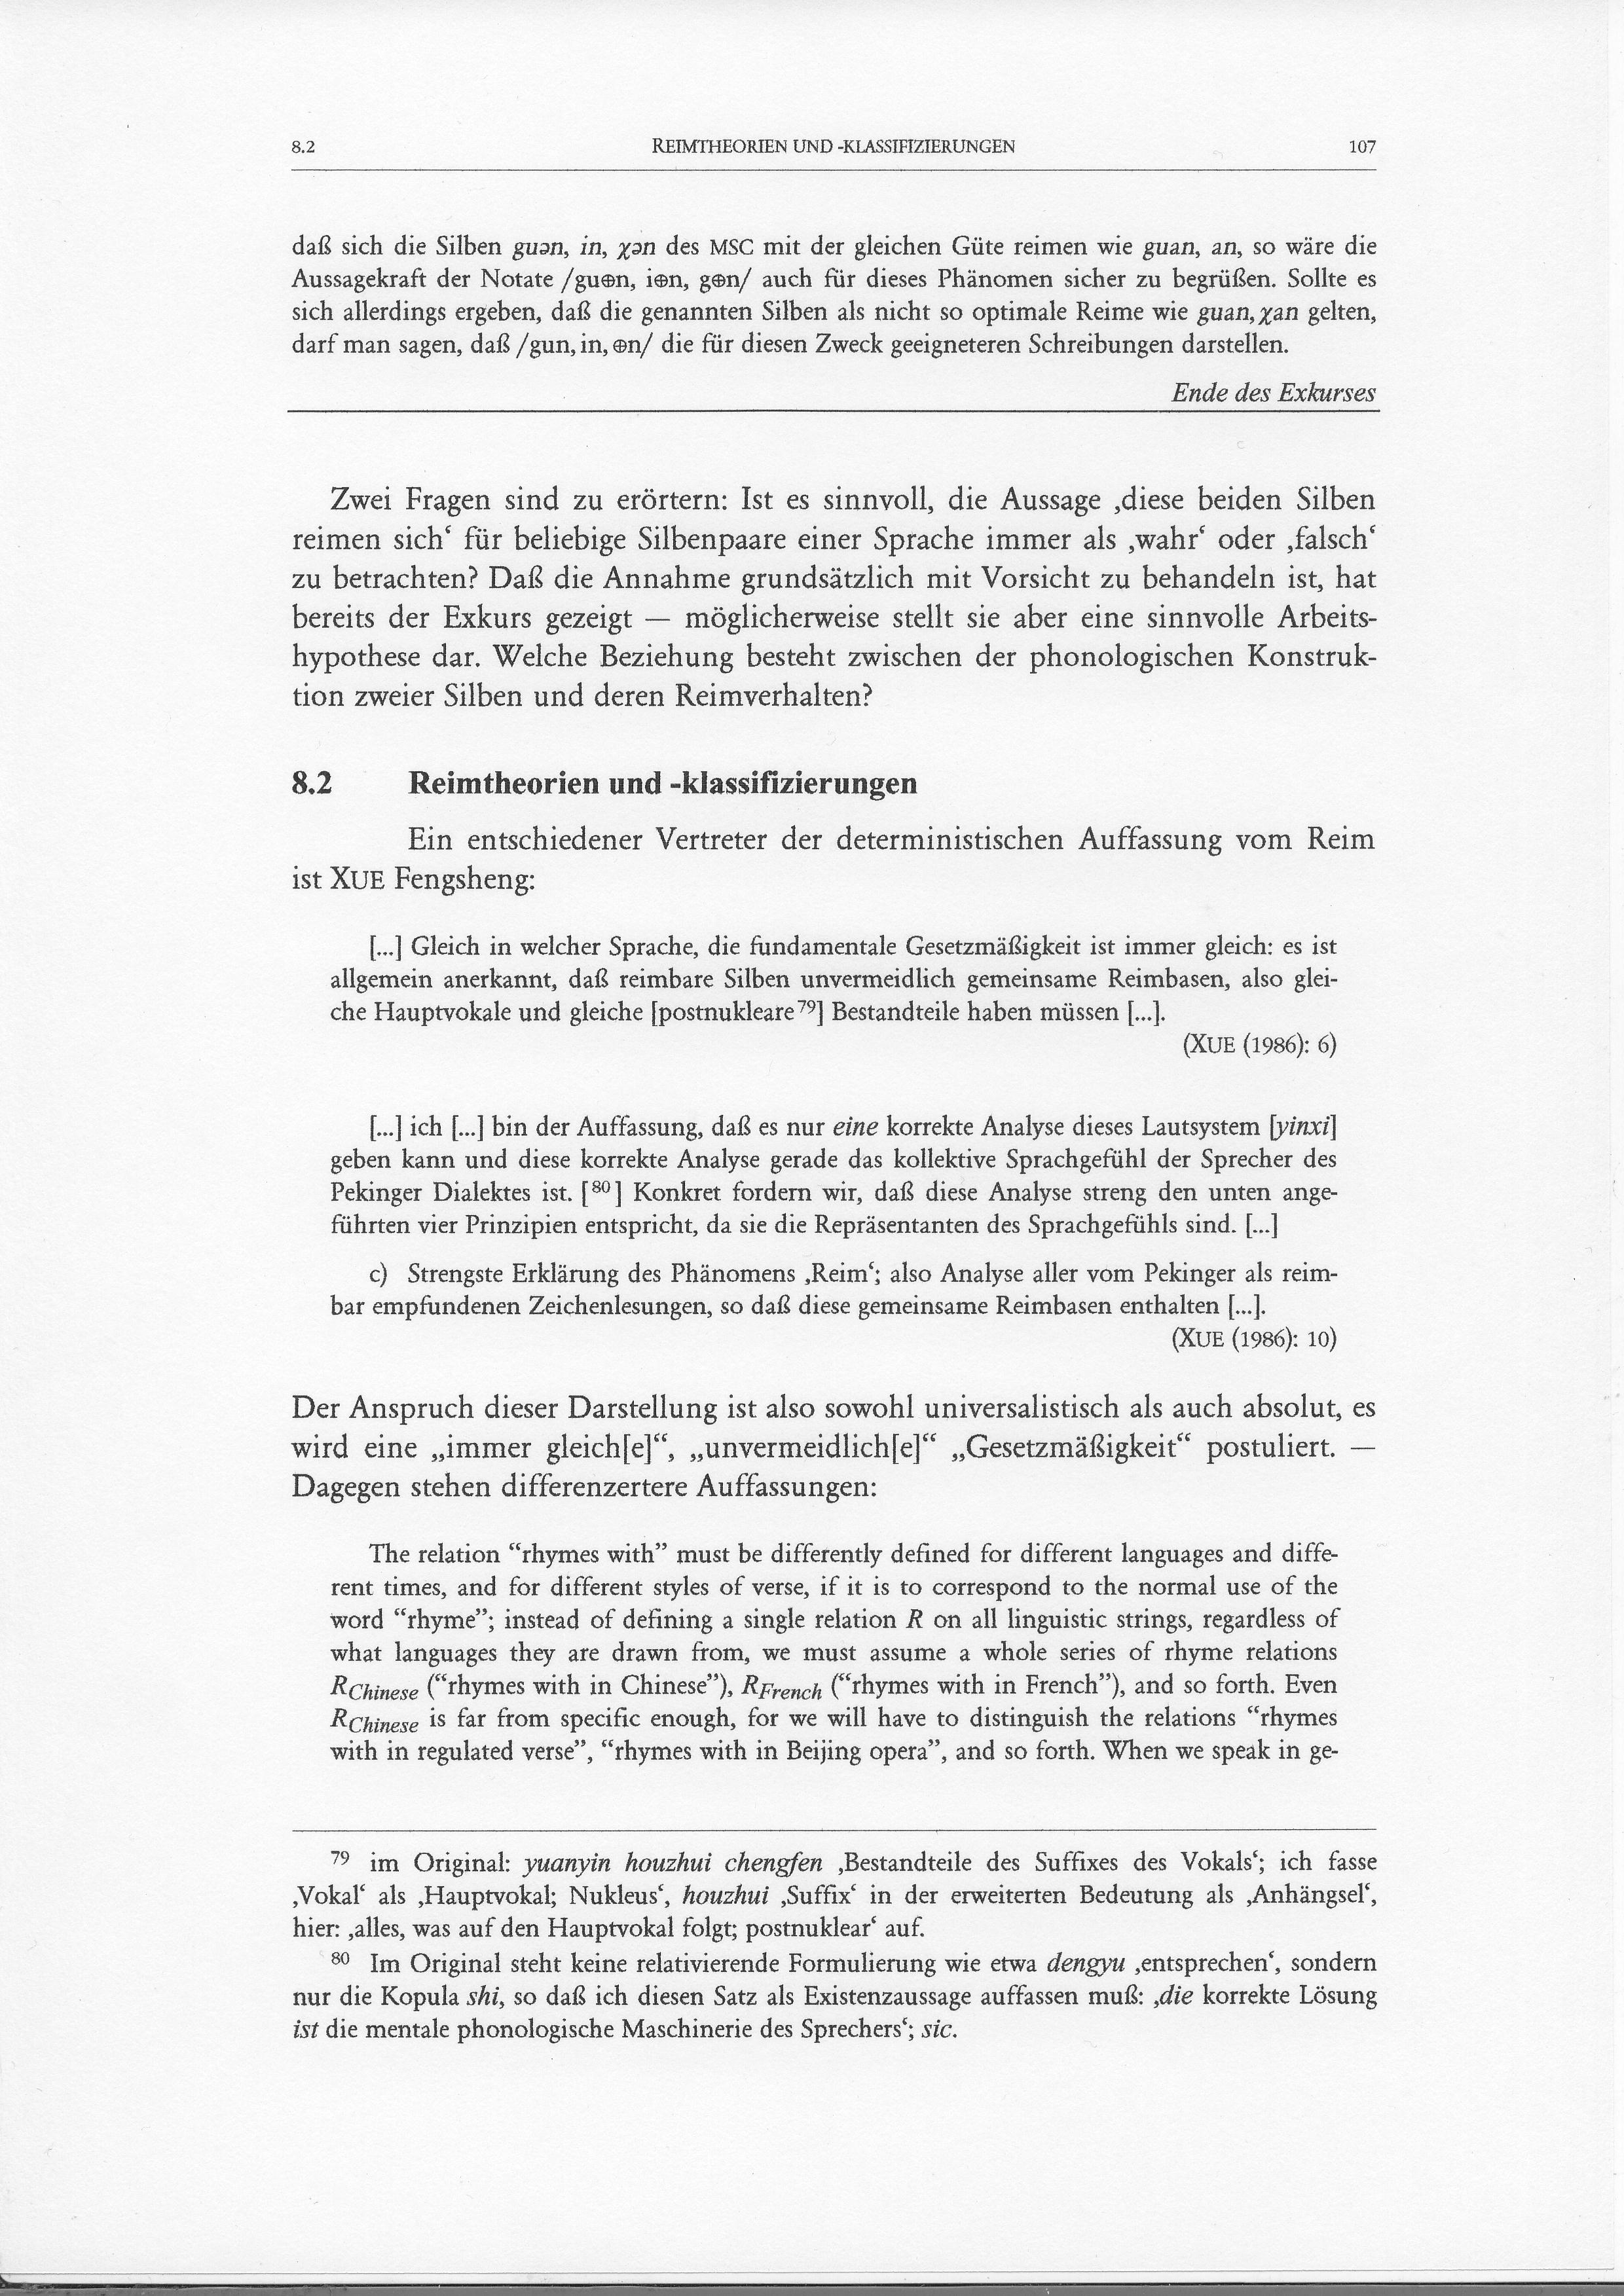 8.2 REIMTHEORIEN UND -KLASSIFIZIERUNGEN 107
daß sich die Silben guən, in, χən des MSC mit der gleichen Güte reimen wie guan, an, so wäre die
Aussagekraft der Notate /guɵn, iɵn, gɵn/ auch für dieses Phänomen sicher zu begrüßen. Sollte es
sich allerdings ergeben, daß die genannten Silben als nicht so optimale Reime wie guan, χan gelten,
darf man sagen, daß /gun, in, ɵn/ die für diesen Zweck geeigneteren Schreibungen darstellen.
Ende des Exkurses
Zwei Fragen sind zu erörtern: Ist es sinnvoll, die Aussage ‚diese beiden Silben
reimen sich‘ für beliebige Silbenpaare einer Sprache immer als ‚wahr‘ oder ‚falsch‘
zu betrachten? Daß die Annahme grundsätzlich mit Vorsicht zu behandeln ist, hat
bereits der Exkurs gezeigt — möglicherweise stellt sie aber eine sinnvolle Arbeits-
hypothese dar. Welche Beziehung besteht zwischen der phonologischen Konstruk-
tion zweier Silben und deren Reimverhalten?
8.2 Reimtheorien und -klassifizierungen
Ein entschiedener Vertreter der deterministischen Auffassung vom Reim
ist XUE Fengsheng:
[...] Gleich in welcher Sprache, die fundamentale Gesetzmäßigkeit ist immer gleich: es ist
allgemein anerkannt, daß reimbare Silben unvermeidlich gemeinsame Reimbasen, also glei-
che Hauptvokale und gleiche [postnukleare⁷⁹] Bestandteile haben müssen [...].
(XUE (1986): 6)
[...] ich [...] bin der Auffassung, daß es nur eine korrekte Analyse dieses Lautsystem [yinxi]
geben kann und diese korrekte Analyse gerade das kollektive Sprachgefühl der Sprecher des
Pekinger Dialektes ist. [⁸⁰] Konkret fordern wir, daß diese Analyse streng den unten ange-
führten vier Prinzipien entspricht, da sie die Repräsentanten des Sprachgefühls sind. [...]
c) Strengste Erklärung des Phänomens ‚Reim‘; also Analyse aller vom Pekinger als reim-
bar empfundenen Zeichenlesungen, so daß diese gemeinsame Reimbasen enthalten [...].
(XUE (1986): 10)
Der Anspruch dieser Darstellung ist also sowohl universalistisch als auch absolut, es
wird eine „immer gleich[e]“, „unvermeidlich[e]“ „Gesetzmäßigkeit“ postuliert. —
Dagegen stehen differenzertere Auffassungen:
The relation “rhymes with” must be differently defined for different languages and diffe-
rent times, and for different styles of verse, if it is to correspond to the normal use of the
word “rhyme”; instead of defining a single relation R on all linguistic strings, regardless of
what languages they are drawn from, we must assume a whole series of rhyme relations
RChinese (“rhymes with in Chinese”), RFrench (“rhymes with in French”), and so forth. Even
RChinese is far from specific enough, for we will have to distinguish the relations “rhymes
with in regulated verse”, “rhymes with in Beijing opera”, and so forth. When we speak in ge-
⁷⁹ im Original: yuanyin houzhui chengfen ‚Bestandteile des Suffixes des Vokals‘; ich fasse
‚Vokal‘ als ‚Hauptvokal; Nukleus‘, houzhui ‚Suffix‘ in der erweiterten Bedeutung als ‚Anhängsel‘,
hier: ‚alles, was auf den Hauptvokal folgt; postnuklear‘ auf.
⁸⁰ Im Original steht keine relativierende Formulierung wie etwa dengyu ‚entsprechen‘, sondern
nur die Kopula shi, so daß ich diesen Satz als Existenzaussage auffassen muß: ‚die korrekte Lösung
ist die mentale phonologische Maschinerie des Sprechers‘; sic.